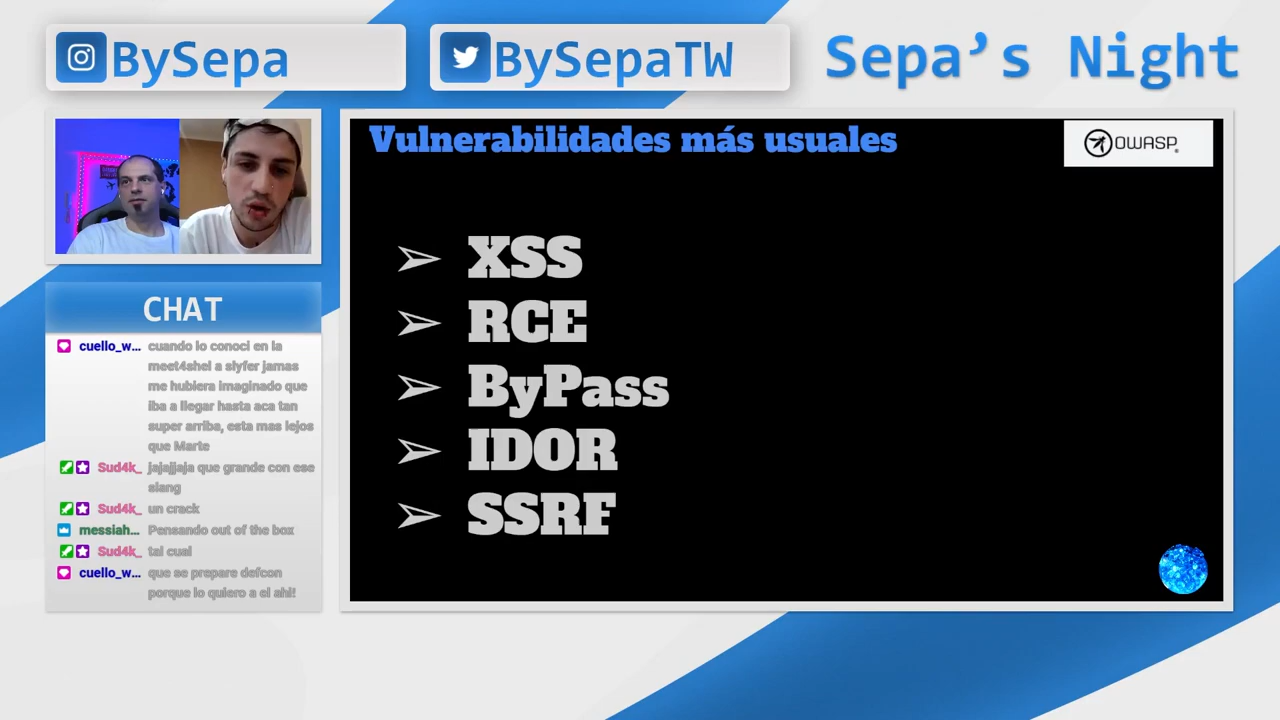 BySepa
BySepaTW
Sepa's Night
Vulnerabilidades más usuales
OWASP
XSS
RCE
ByPass
IDOR
SSRF
CHAT
cuello_w... cuando lo conoci en la
meet4shel a slyfer jamas
me hubiera imaginado que
iba a llegar hasta aca tan
super arriba, esta mas lejos
que Marte
Sud4k_ jajajjaja que grande con ese
slang
Sud4k_ un crack
messiah... Pensando out of the box
Sud4k_ tal cual
cuello_w... que se prepare defcon
porque lo quiero a el ahi!